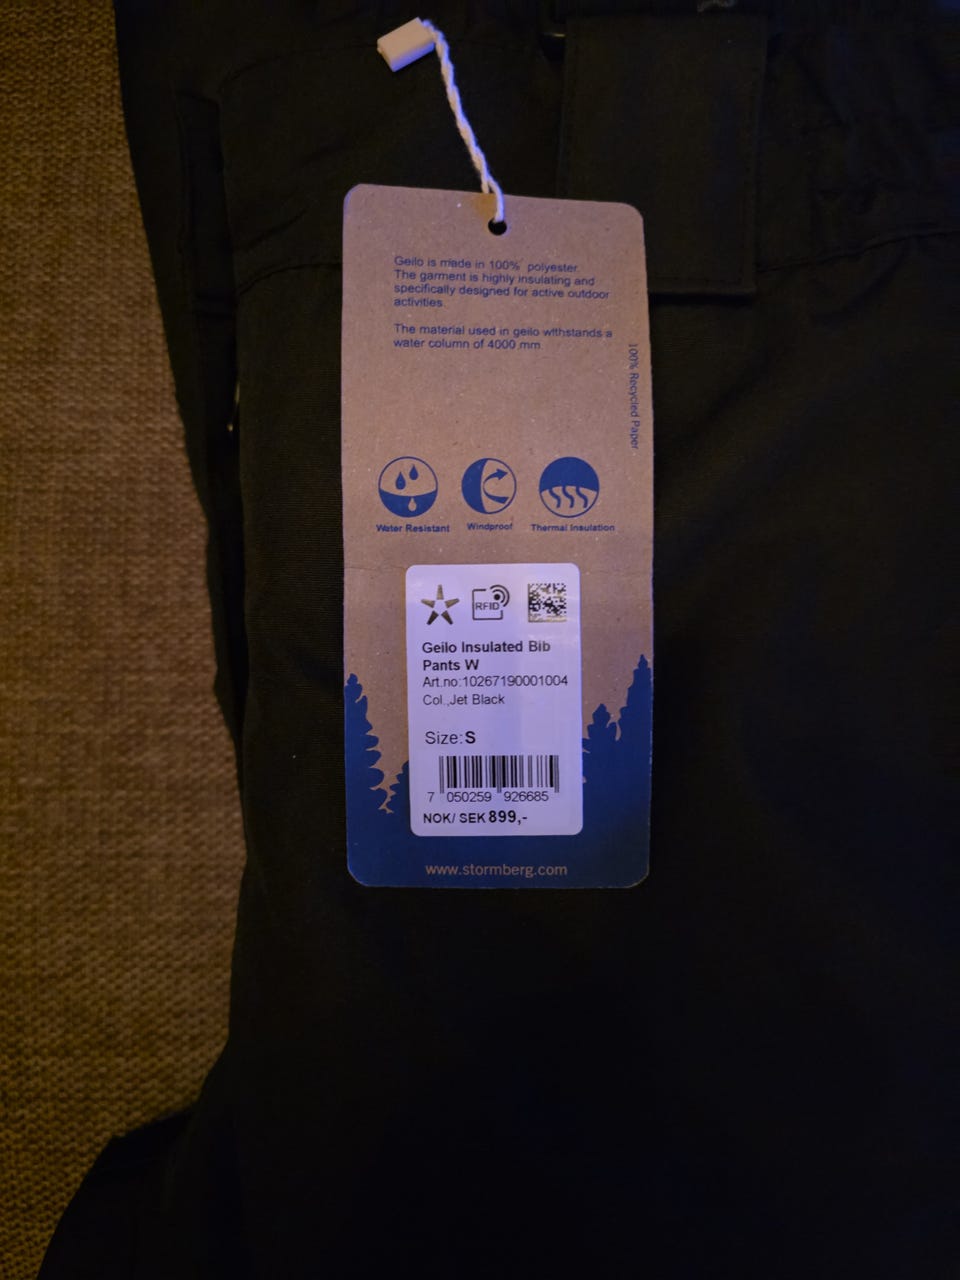 Geilo is made in 100% polyester.
The garment is highly insulating and
specifically designed for active outdoor
activities.
The material used in geilo withstands a
water column of 4000 mm
100% Recycled Paper
Water Resistant
Windproof
Thermal Insulation
RFID
Geilo Insulated Bib
Pants W
Art.no:10267190001004
Col.,Jet Black
Size:S
7 050259 926685
NOK/ SEK 899,-
www.stormberg.com